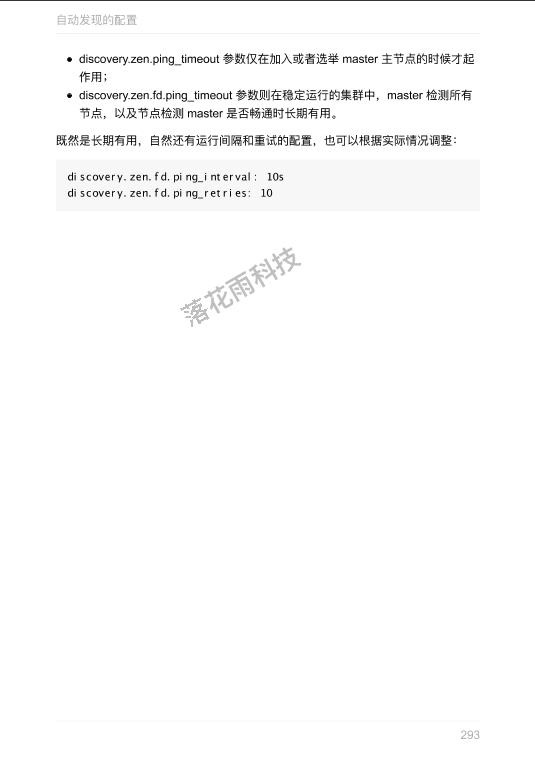 自动发现的配置
discovery.zen.ping_timeout 参数仅在加入或者选举 master 主节点的时候才起
作用；
discovery.zen.fd.ping_timeout 参数则在稳定运行的集群中，master 检测所有
节点，以及节点检测 master 是否畅通时长期有用。
既然是长期有用，自然还有运行间隔和重试的配置，也可以根据实际情况调整：
discovery.zen.fd.ping_interval: 10s
discovery.zen.fd.ping_retries: 10
落花雨科技
293